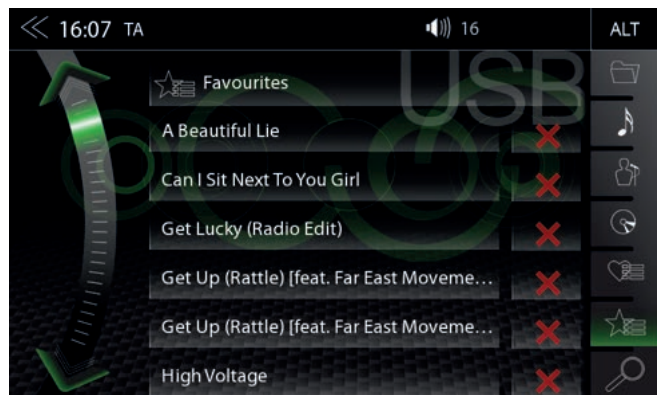 16:07 TA 16 ALT
USB
Favourites
A Beautiful Lie
Can I Sit Next To You Girl
Get Lucky (Radio Edit)
Get Up (Rattle) [feat. Far East Moveme...
Get Up (Rattle) [feat. Far East Moveme...
High Voltage